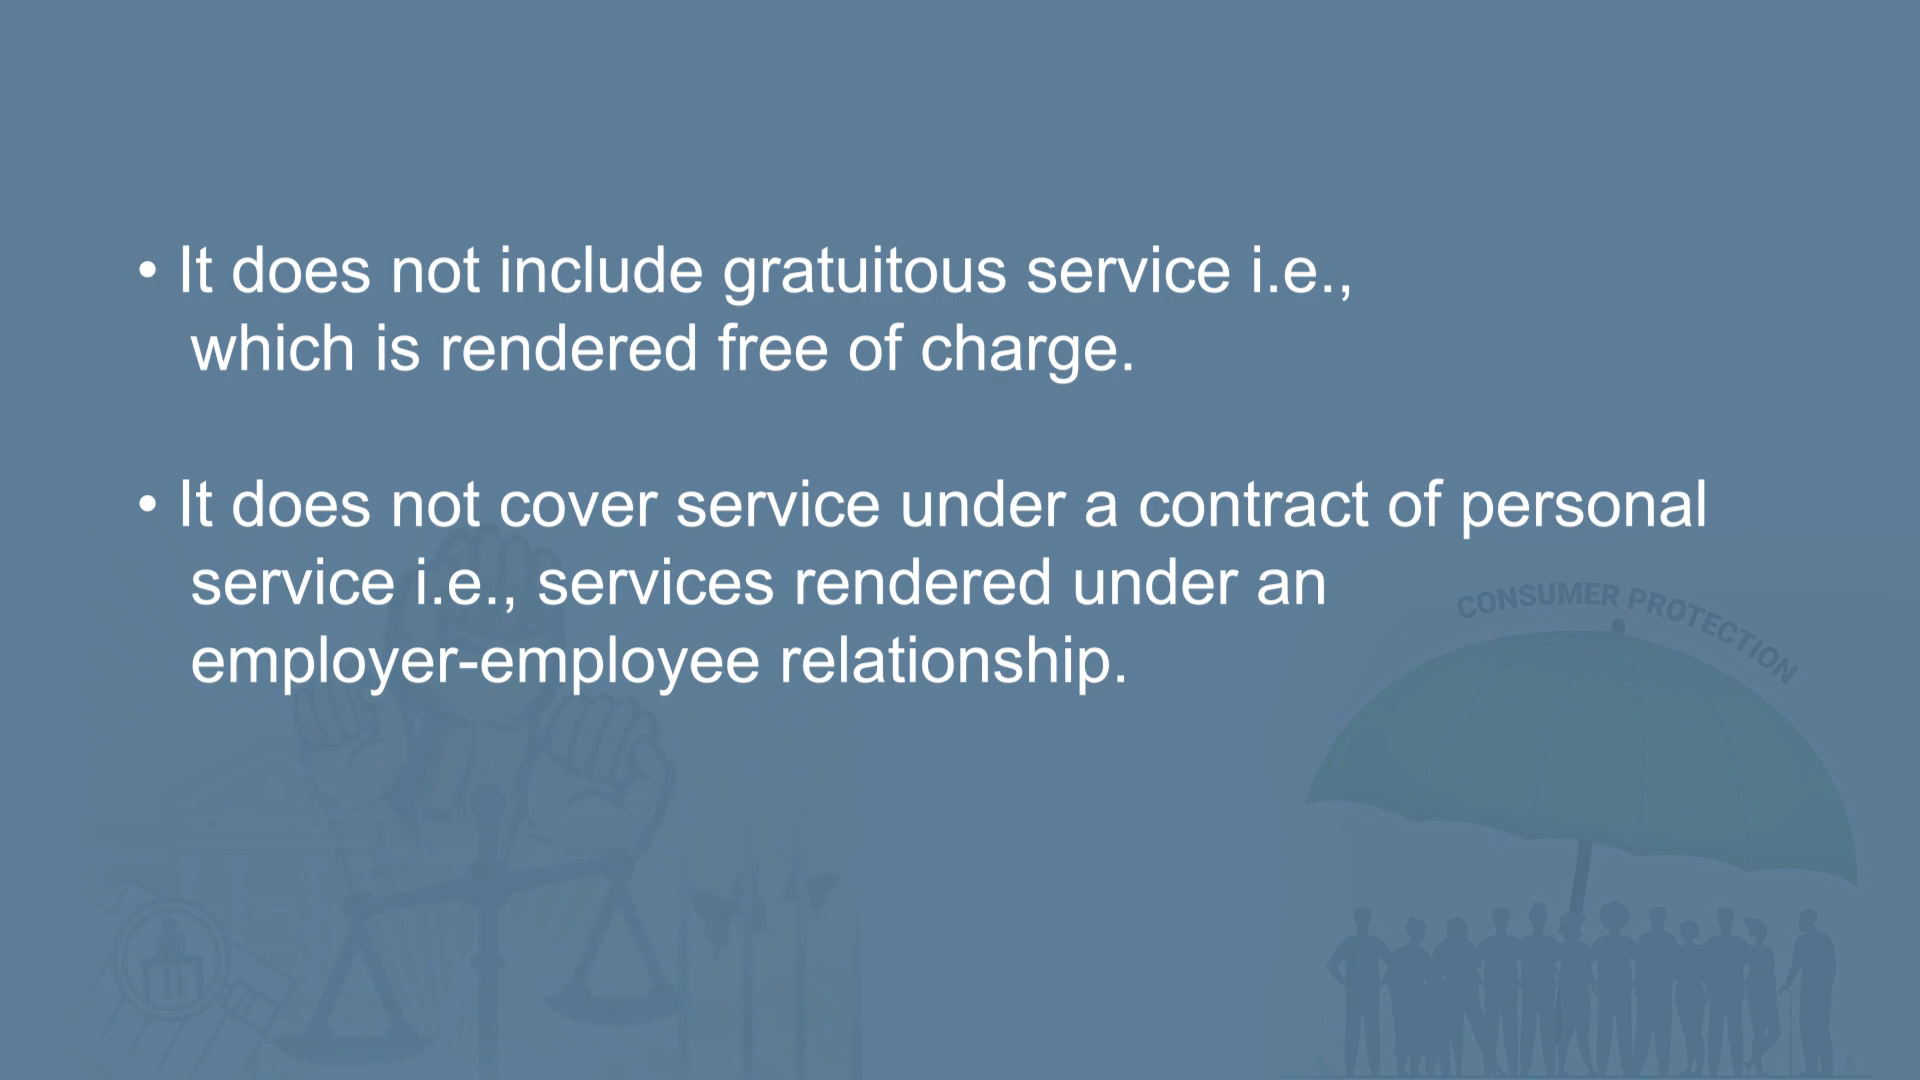 • It does not include gratuitous service i.e.,
which is rendered free of charge.
• It does not cover service under a contract of personal
service i.e., services rendered under an
employer-employee relationship.
CONSUMER PROTECTION